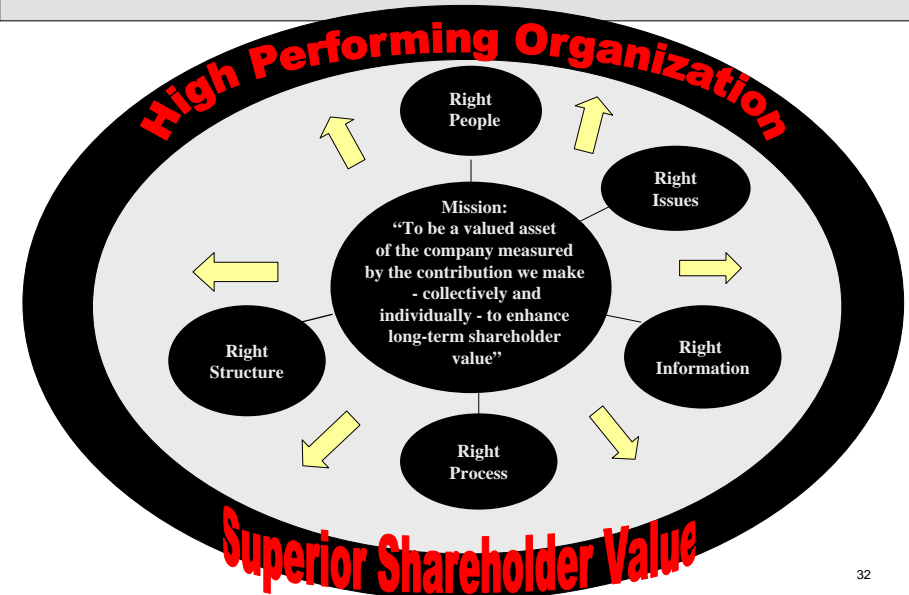 High Performing Organization
Right
People
Right
Issues
Mission:
“To be a valued asset
of the company measured
by the contribution we make
- collectively and
individually - to enhance
long-term shareholder
value”
Right
Structure
Right
Information
Right
Process
Superior Shareholder Value
32